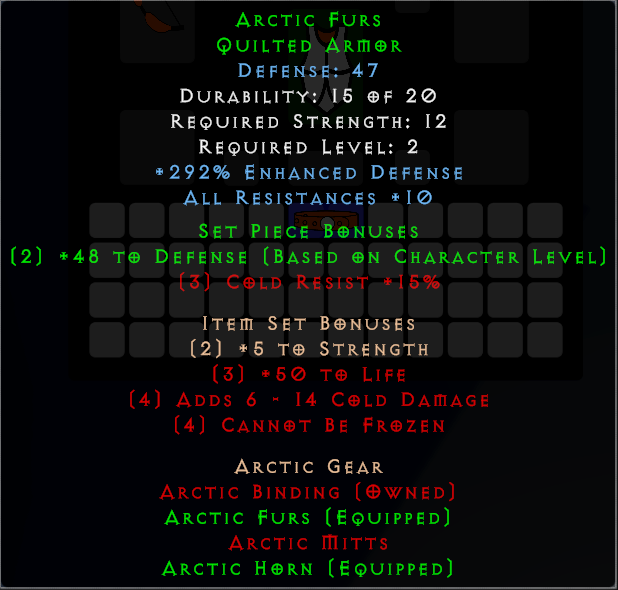 Arctic Furs
Quilted Armor
Defense: 47
Durability: 15 of 20
Required Strength: 12
Required Level: 2
+292% Enhanced Defense
All Resistances +10
Set Piece Bonuses
(2) +48 to Defense (Based on Character Level)
(3) Cold Resist +15%
Item Set Bonuses
(2) +5 to Strength
(3) +50 to Life
(4) Adds 6 - 14 Cold Damage
(4) Cannot Be Frozen
Arctic Gear
Arctic Binding (Owned)
Arctic Furs (Equipped)
Arctic Mitts
Arctic Horn (Equipped)